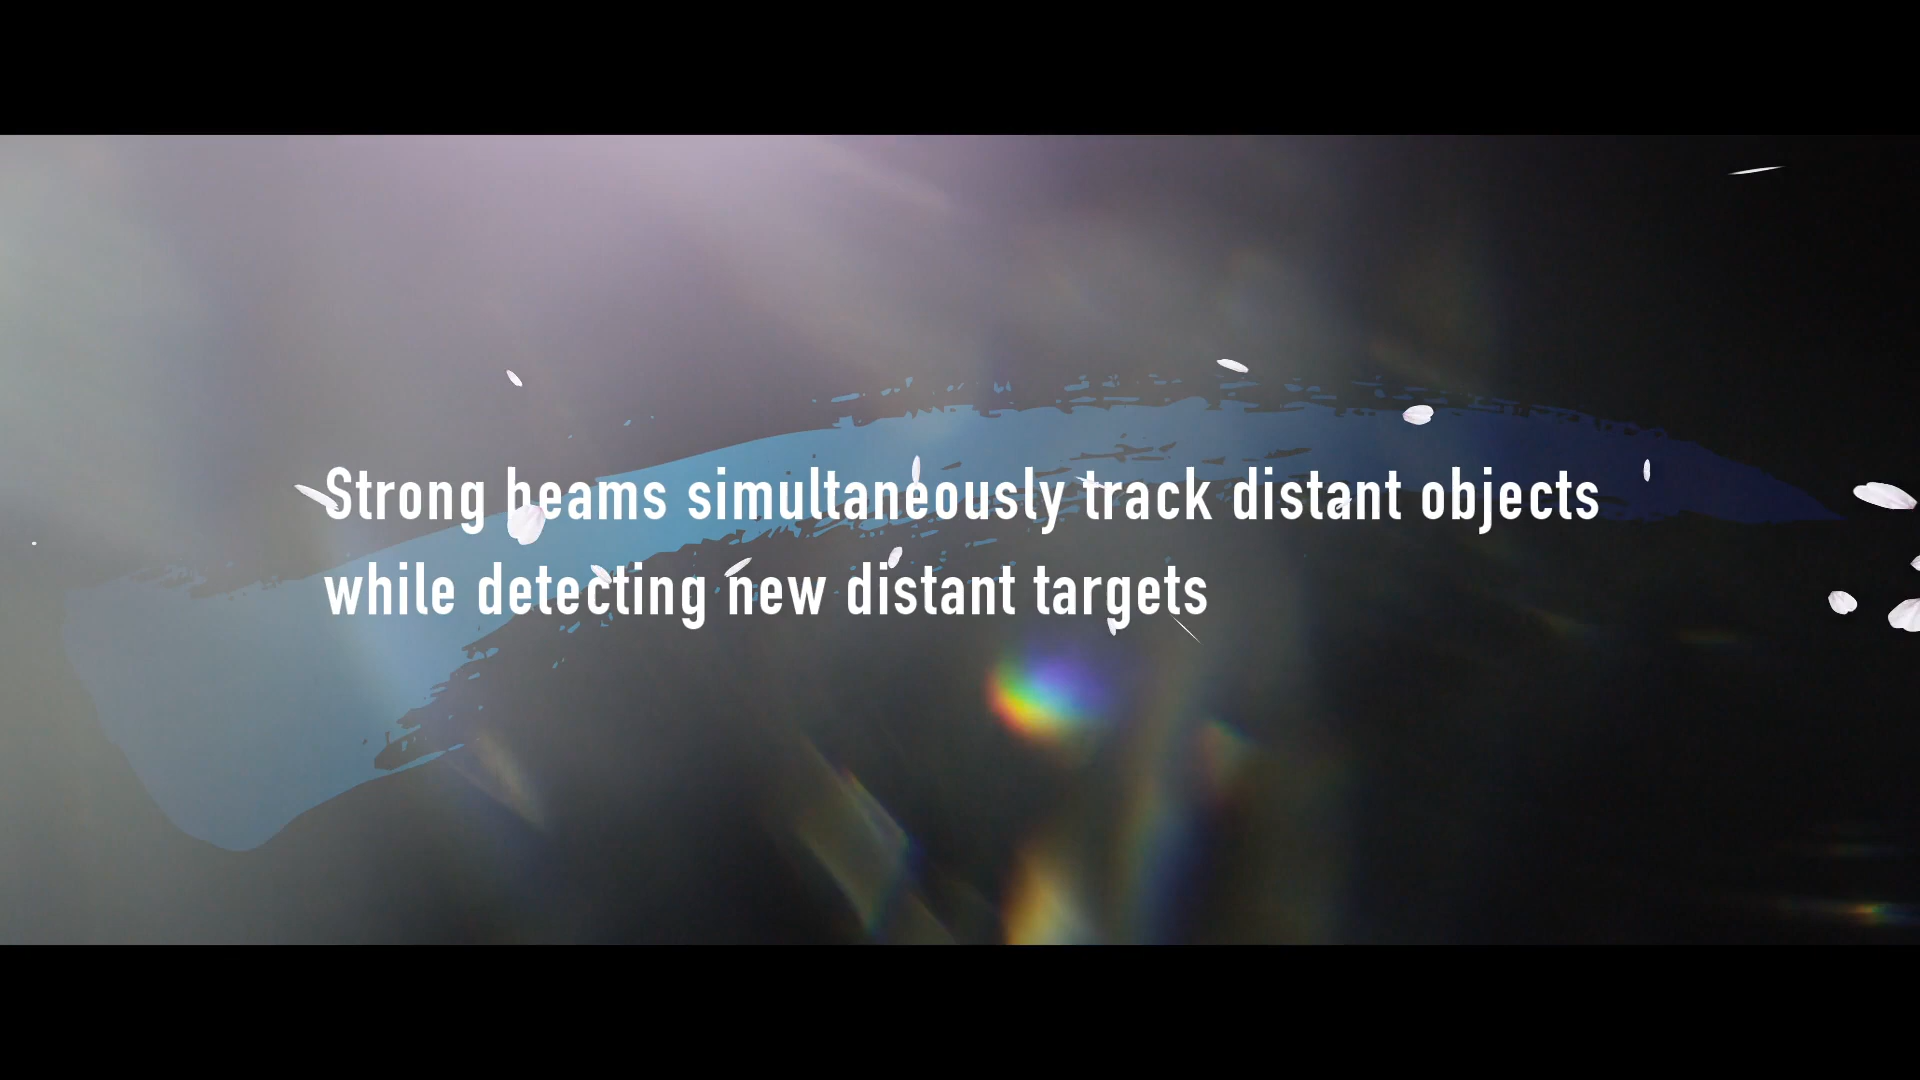 Strong beams simultaneously track distant objects
while detecting new distant targets